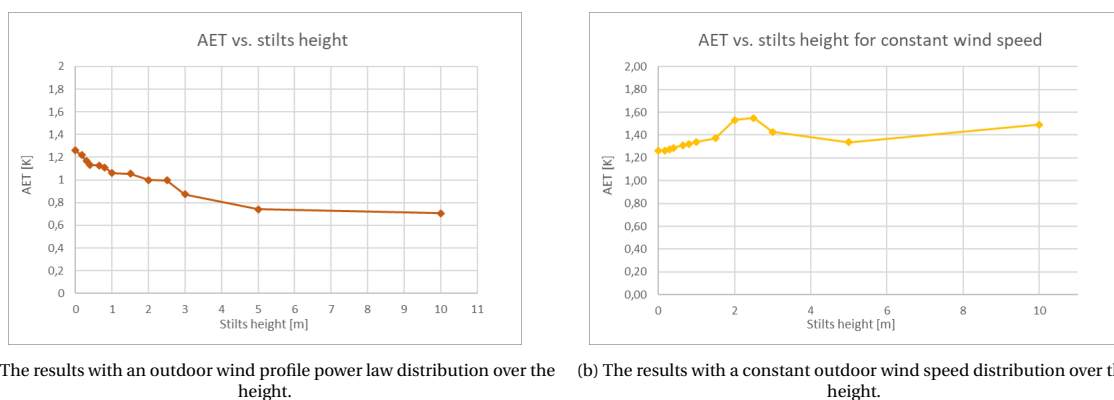 AET vs. stilts height
2
1,8
1,6
1,4
1,2
1
0,8
0,6
0,4
0,2
0
AET [K]
0 1 2 3 4 5 6 7 8 9 10 11
Stilts height [m]
The results with an outdoor wind profile power law distribution over the
height.
AET vs. stilts height for constant wind speed
2,00
1,80
1,60
1,40
1,20
1,00
0,80
0,60
0,40
0,20
0,00
AET [K]
0 2 4 6 8 10
Stilts height [m]
(b) The results with a constant outdoor wind speed distribution over
height.